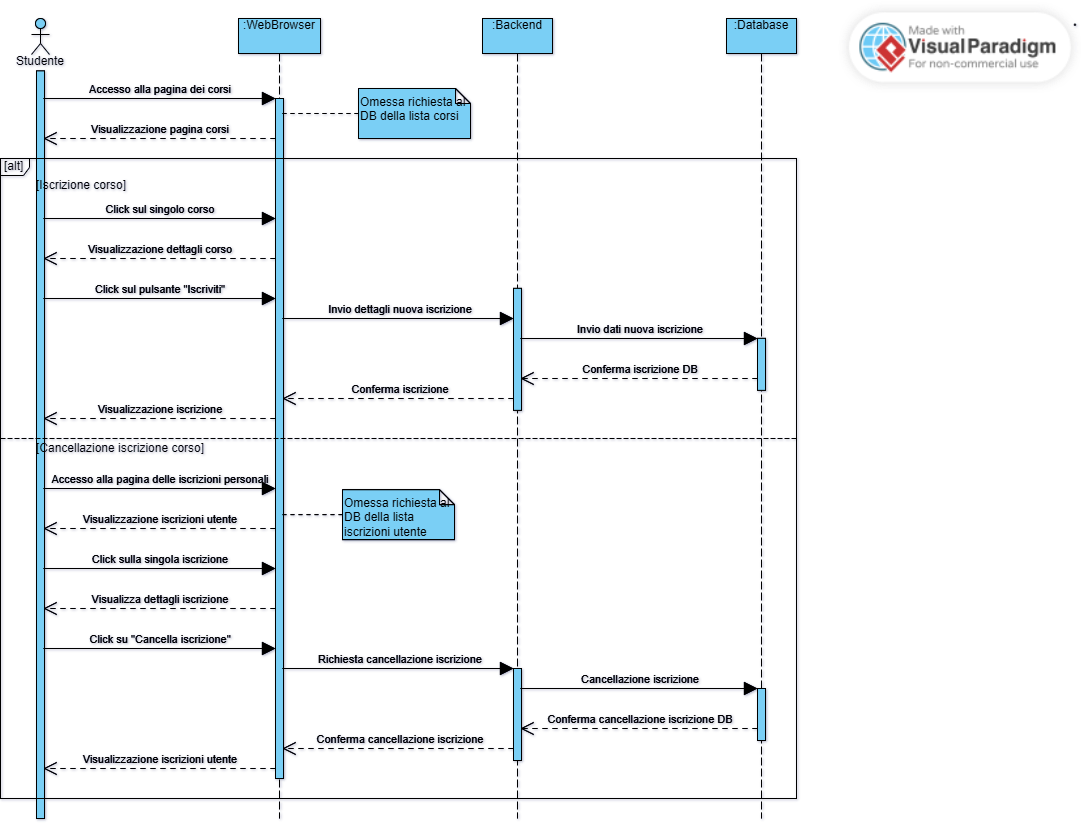 :WebBrowser
:Backend
:Database
Made with
VisualParadigm
For non-commercial use
Studente
Accesso alla pagina dei corsi
Omessa richiesta al
DB della lista corsi
Visualizzazione pagina corsi
[alt]
[Iscrizione corso]
Click sul singolo corso
Visualizzazione dettagli corso
Click sul pulsante "Iscriviti"
Invio dettagli nuova iscrizione
Invio dati nuova iscrizione
Conferma iscrizione DB
Conferma iscrizione
Visualizzazione iscrizione
[Cancellazione iscrizione corso]
Accesso alla pagina delle iscrizioni personali
Omessa richiesta al
DB della lista
iscrizioni utente
Visualizzazione iscrizioni utente
Click sulla singola iscrizione
Visualizza dettagli iscrizione
Click su "Cancella iscrizione"
Richiesta cancellazione iscrizione
Cancellazione iscrizione
Conferma cancellazione iscrizione DB
Conferma cancellazione iscrizione
Visualizzazione iscrizioni utente